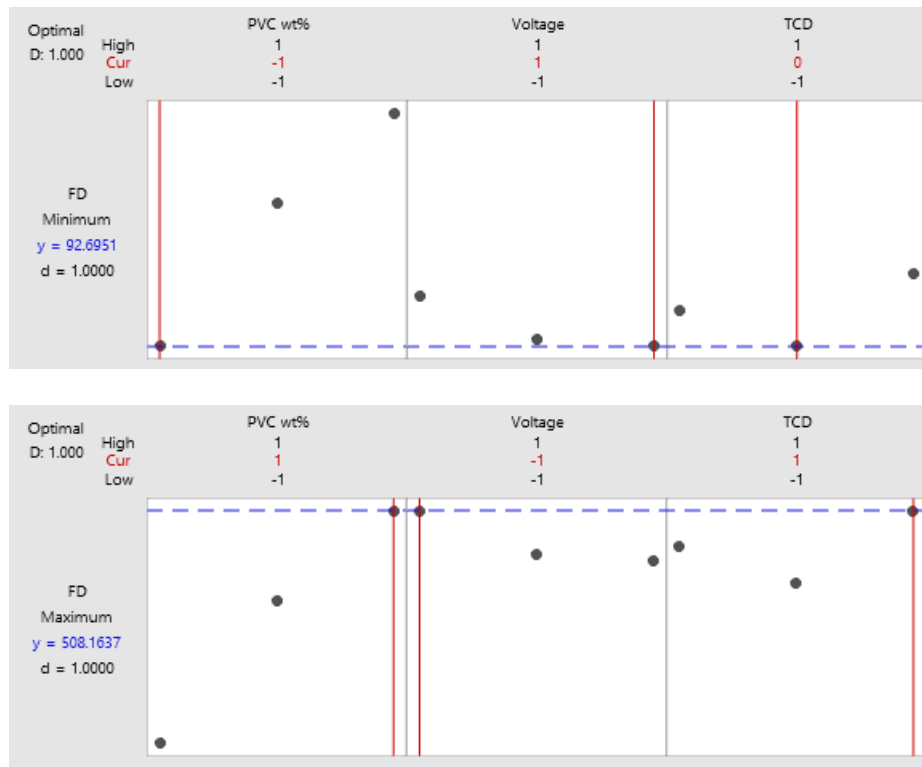 Optimal
D: 1.000
High
Cur
Low
PVC wt%
1
-1
-1
Voltage
1
1
-1
TCD
1
0
-1
FD
Minimum
y = 92.6951
d = 1.0000
Optimal
D: 1.000
High
Cur
Low
PVC wt%
1
1
-1
Voltage
1
-1
-1
TCD
1
1
-1
FD
Maximum
y = 508.1637
d = 1.0000